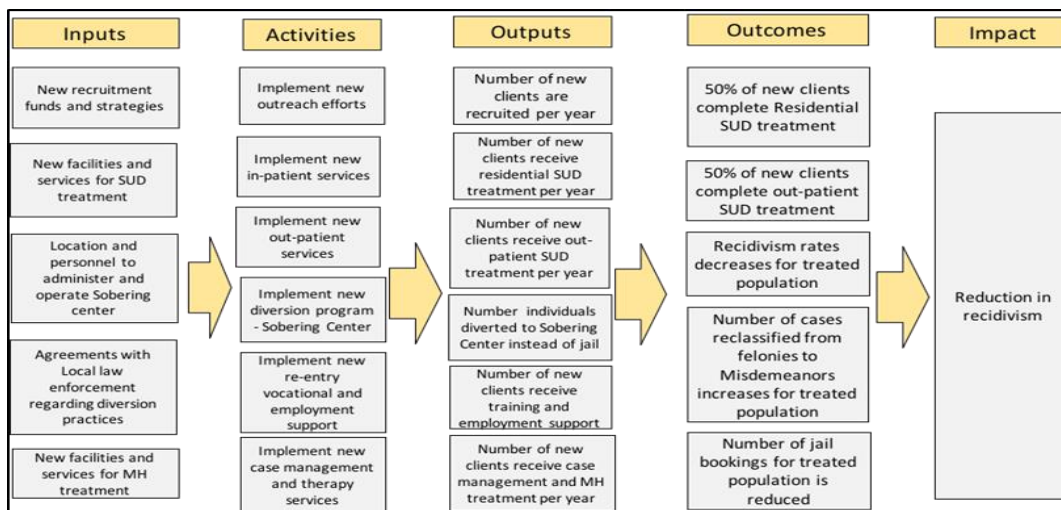 Inputs
New recruitment
funds and strategies
New facilities and
services for SUD
treatment
Location and
personnel to
administer and
operate Sobering
center
Agreements with
Local law
enforcement
regarding diversion
practices
New facilities and
services for MH
treatment
Activities
Implement new
outreach efforts
Implement new
in-patient services
Implement new
out-patient
services
Implement new
diversion program
- Sobering Center
Implement new
re-entry
vocational and
employment
support
Implement new
case management
and therapy
services
Outputs
Number of new
clients are
recruited per year
Number of new
clients receive
residential SUD
treatment per year
Number of new
clients receive out-
patient SUD
treatment per year
Number individuals
diverted to Sobering
Center instead of jail
Number of new
clients receive
training and
employment support
Number of new
clients receive case
management and MH
treatment per year
Outcomes
50% of new clients
complete Residential
SUD treatment
50% of new clients
complete out-patient
SUD treatment
Recidivism rates
decreases for treated
population
Number of cases
reclassified from
felonies to
Misdemeanors
increases for treated
population
Number of jail
bookings for treated
population is
reduced
Impact
Reduction in
recidivism